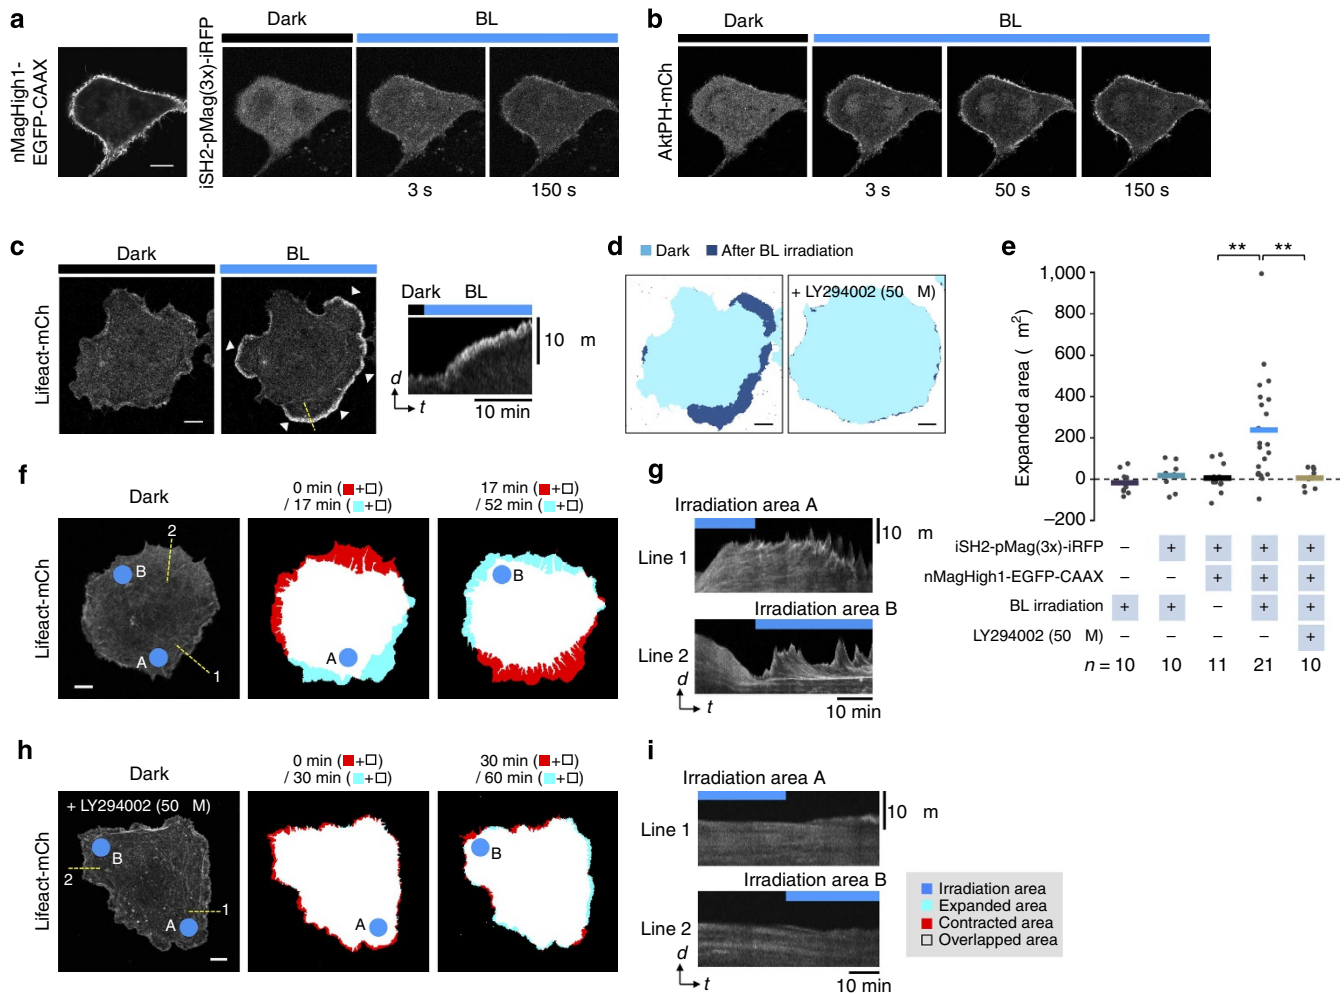 a
nMagHigh1-
EGFP-CAAX
iSH2-pMag(3x)-iRFP
Dark
BL
3 s
150 s
b
AktPH-mCh
Dark
BL
3 s
50 s
150 s
c
Lifeact-mCh
Dark
BL
Dark BL
10 m
d
t
10 min
d
Dark After BL irradiation
+ LY294002 (50 M)
e
Expanded area ( m²)
** **
1,000
800
600
400
200
0
–200
iSH2-pMag(3x)-iRFP – + + + +
nMagHigh1-EGFP-CAAX – – + + +
BL irradiation + + – + +
LY294002 (50 M) – – – – +
n = 10 10 11 21 10
f
Lifeact-mCh
Dark
2
B
A
1
0 min ( + )
/ 17 min ( + )
A
17 min ( + )
/ 52 min ( + )
B
g
Irradiation area A
Line 1
10 m
Irradiation area B
Line 2
d
t
10 min
h
Lifeact-mCh
Dark
+ LY294002 (50 M)
B
2
1
A
0 min ( + )
/ 30 min ( + )
A
30 min ( + )
/ 60 min ( + )
B
i
Irradiation area A
Line 1
10 m
Irradiation area B
Line 2
d
t
10 min
Irradiation area
Expanded area
Contracted area
Overlapped area